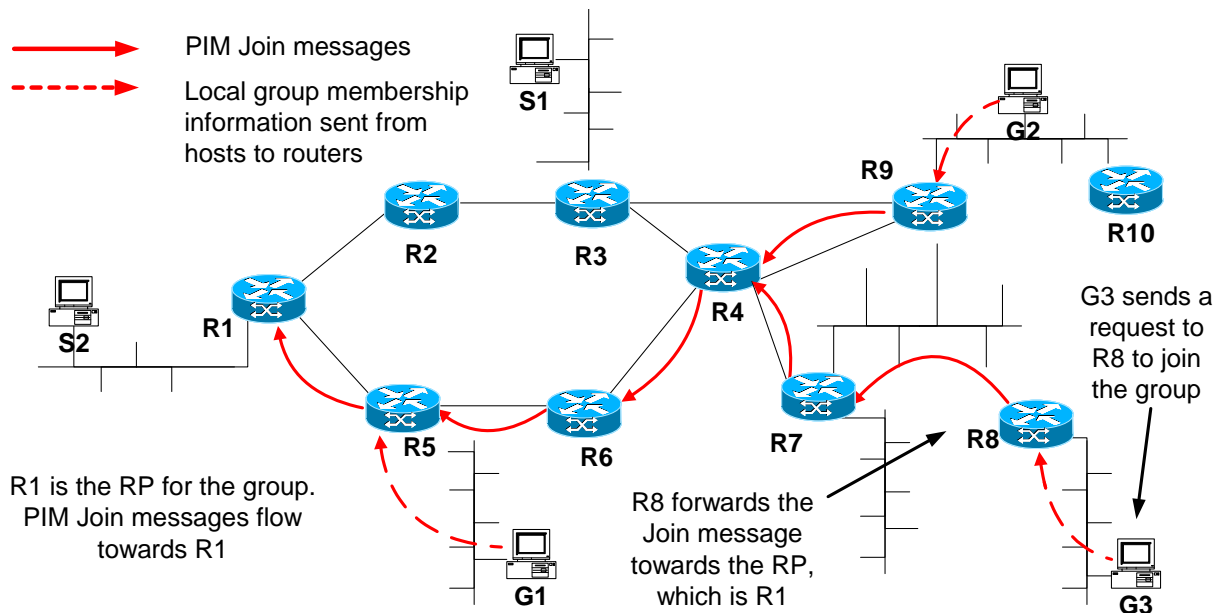 PIM Join messages
Local group membership
information sent from
hosts to routers
S1
G2
R9
R10
R2
R3
R4
R1
S2
G3 sends a
request to
R8 to join
the group
R5
R6
R7
R8
R1 is the RP for the group.
PIM Join messages flow
towards R1
R8 forwards the
Join message
towards the RP,
which is R1
G1
G3